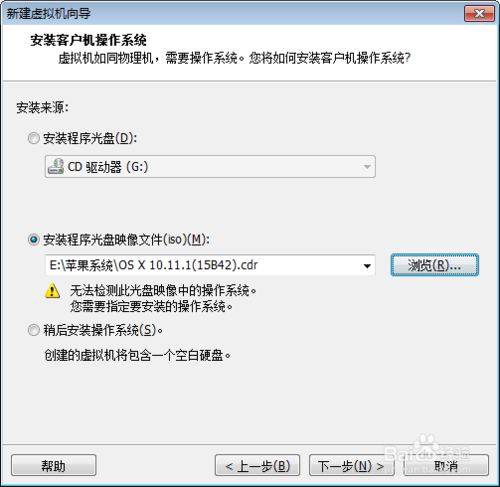 新建虚拟机向导
安装客户机操作系统
虚拟机如同物理机，需要操作系统。您将如何安装客户机操作系统?
安装来源:
安装程序光盘(D):
CD 驱动器 (G:)
安装程序光盘映像文件(iso)(M):
E:\苹果系统\OS X 10.11.1(15B42).cdr
浏览(R)...
无法检测此光盘映像中的操作系统。
您需要指定要安装的操作系统。
稍后安装操作系统(S)。
创建的虚拟机将包含一个空白硬盘。
帮助
< 上一步(B)
下一步(N) >
取消
Baidu经验